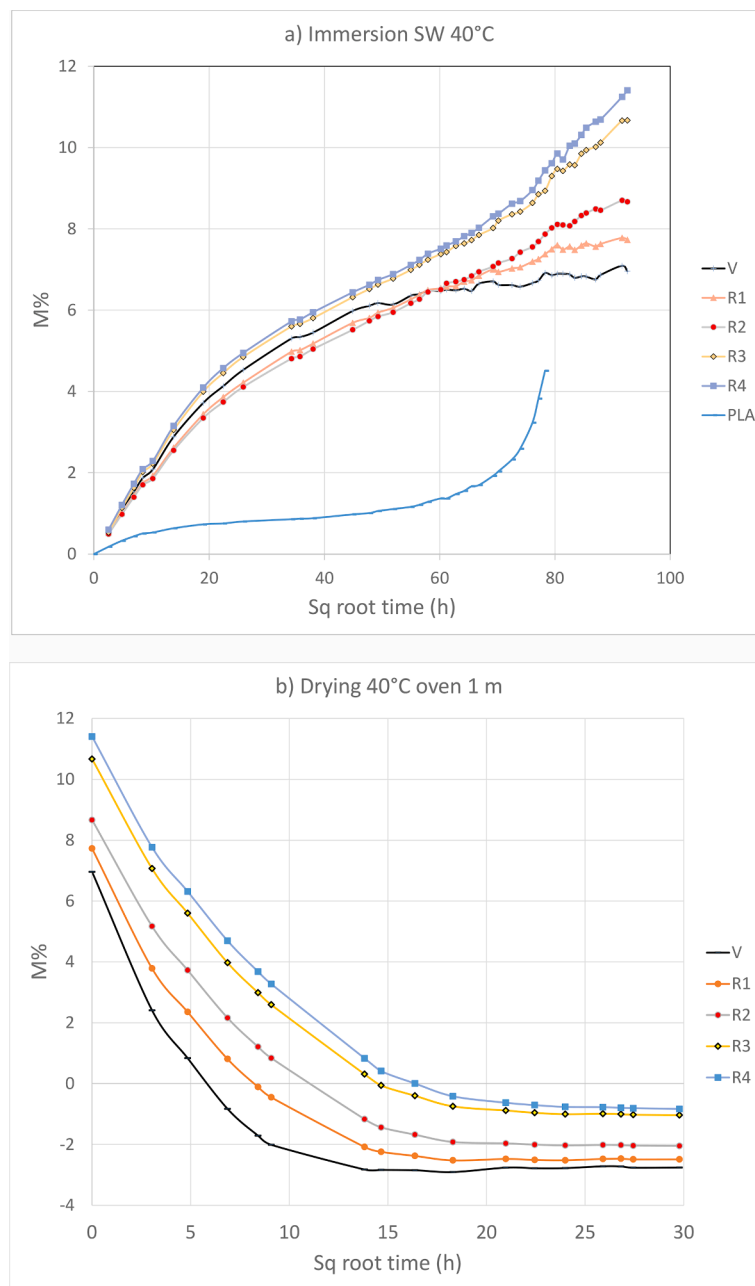 a) Immersion SW 40°C
12
10
8
6
4
2
0
M%
0 20 40 60 80 100
Sq root time (h)
V
R1
R2
R3
R4
PLA
b) Drying 40°C oven 1 m
12
10
8
6
4
2
0
-2
-4
M%
0 5 10 15 20 25 30
Sq root time (h)
V
R1
R2
R3
R4